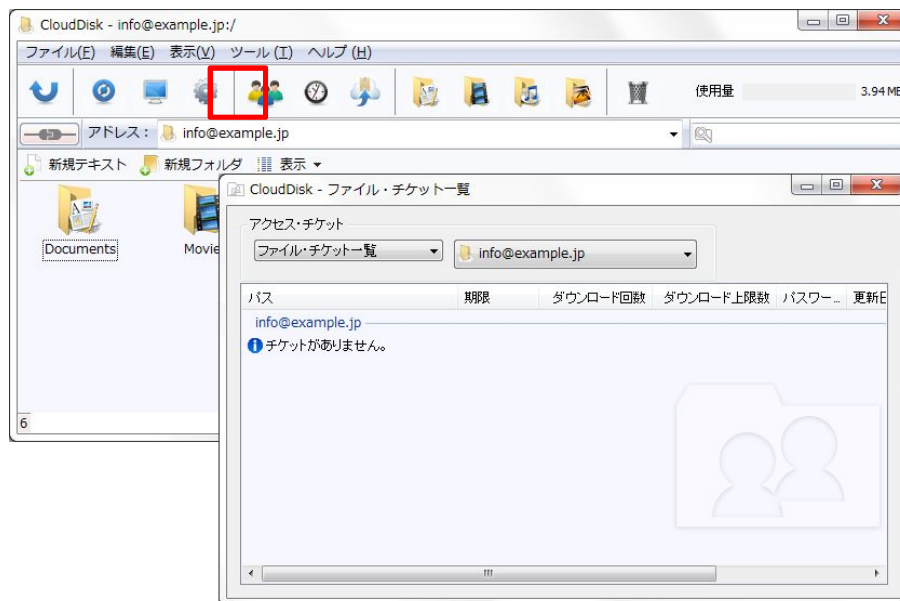 CloudDisk - info@example.jp:/
ファイル(F) 編集(E) 表示(V) ツール (T) ヘルプ (H)
使用量 3.94 ME
アドレス： info@example.jp
新規テキスト 新規フォルダ 表示
Documents
Movie
6
CloudDisk - ファイル・チケット一覧
アクセス・チケット
ファイル・チケット一覧 info@example.jp
パス 期限 ダウンロード回数 ダウンロード上限数 パスワー... 更新E
info@example.jp
チケットがありません。